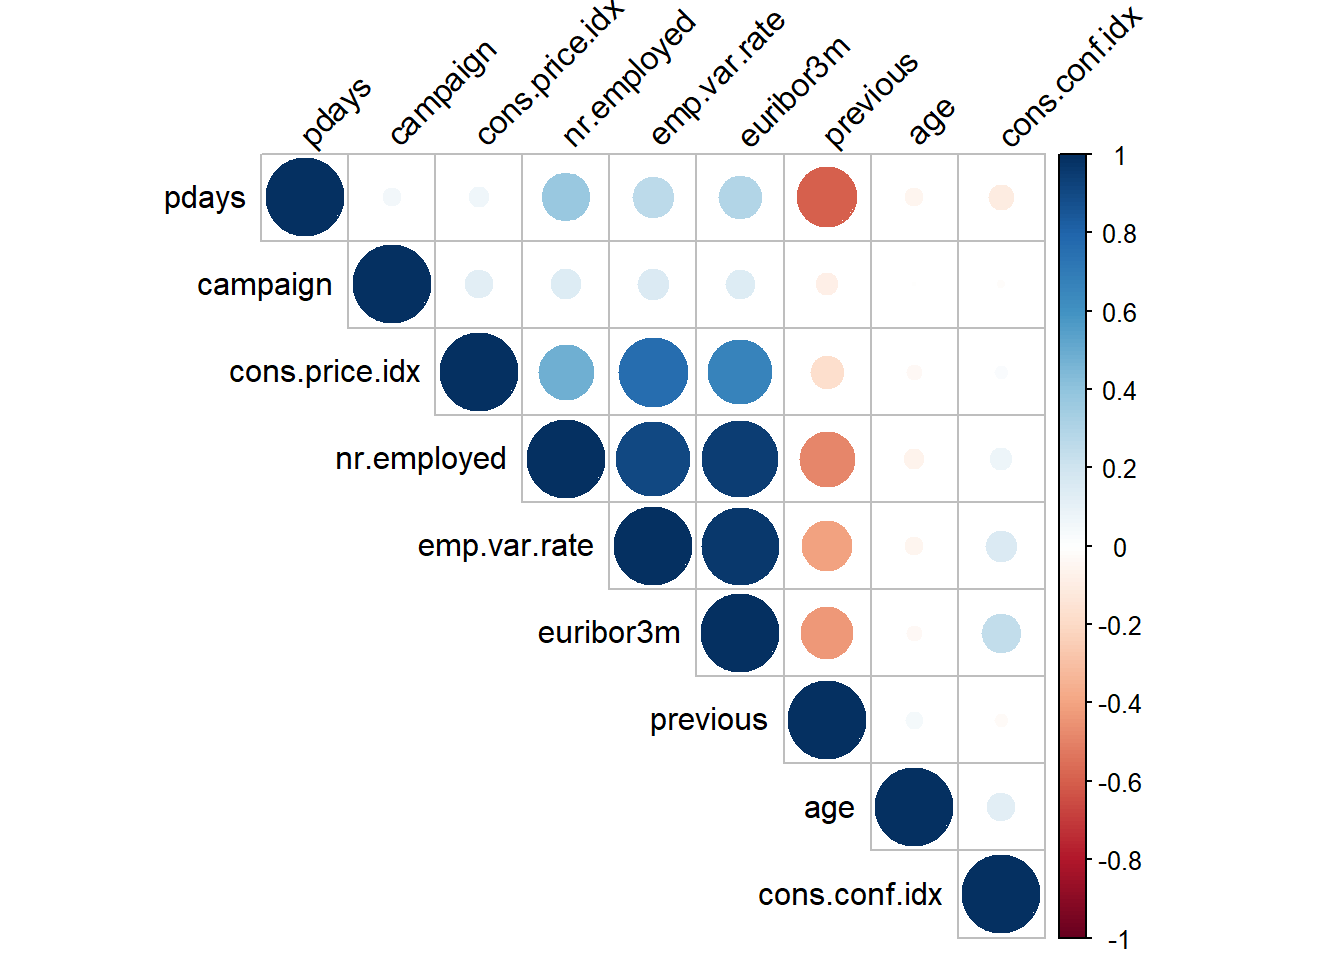 pdays
campaign
cons.price.idx
nr.employed
emp.var.rate
euribor3m
previous
age
cons.conf.idx
pdays
campaign
cons.price.idx
nr.employed
emp.var.rate
euribor3m
previous
age
cons.conf.idx
1
0.8
0.6
0.4
0.2
0
-0.2
-0.4
-0.6
-0.8
-1